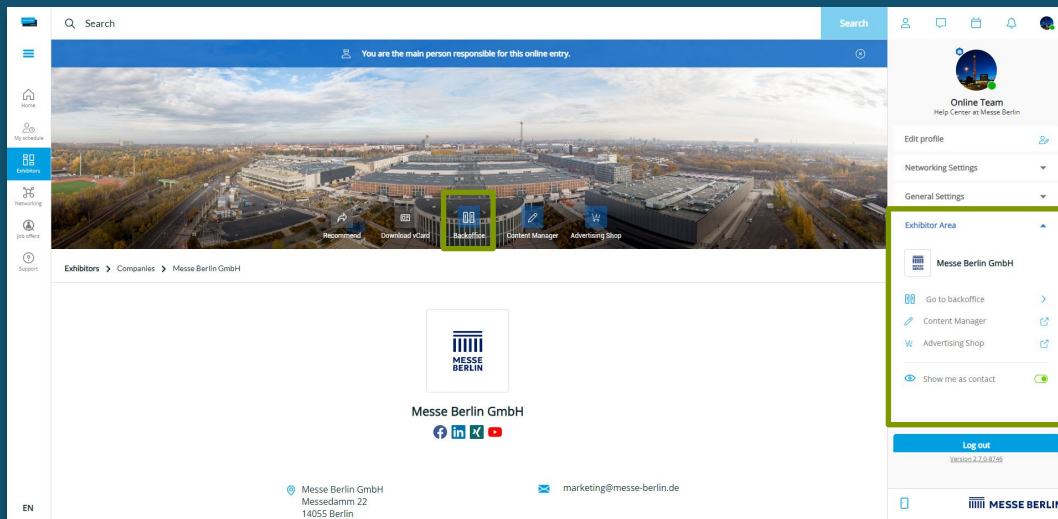 Search
Search
You are the main person responsible for this online entry.
Home
My schedule
Exhibitors
Networking
Job offers
Support
EN
Recommend
Download vCard
Backoffice
Content Manager
Advertising Shop
Exhibitors > Companies > Messe Berlin GmbH
MESSE
BERLIN
Messe Berlin GmbH
Messe Berlin GmbH
Messedamm 22
14055 Berlin
marketing@messe-berlin.de
Online Team
Help Center at Messe Berlin
Edit profile
Networking Settings
General Settings
Exhibitor Area
Messe Berlin GmbH
Go to backoffice
Content Manager
Advertising Shop
Show me as contact
Log out
Version 2.7.0-8746
MESSE BERLIN